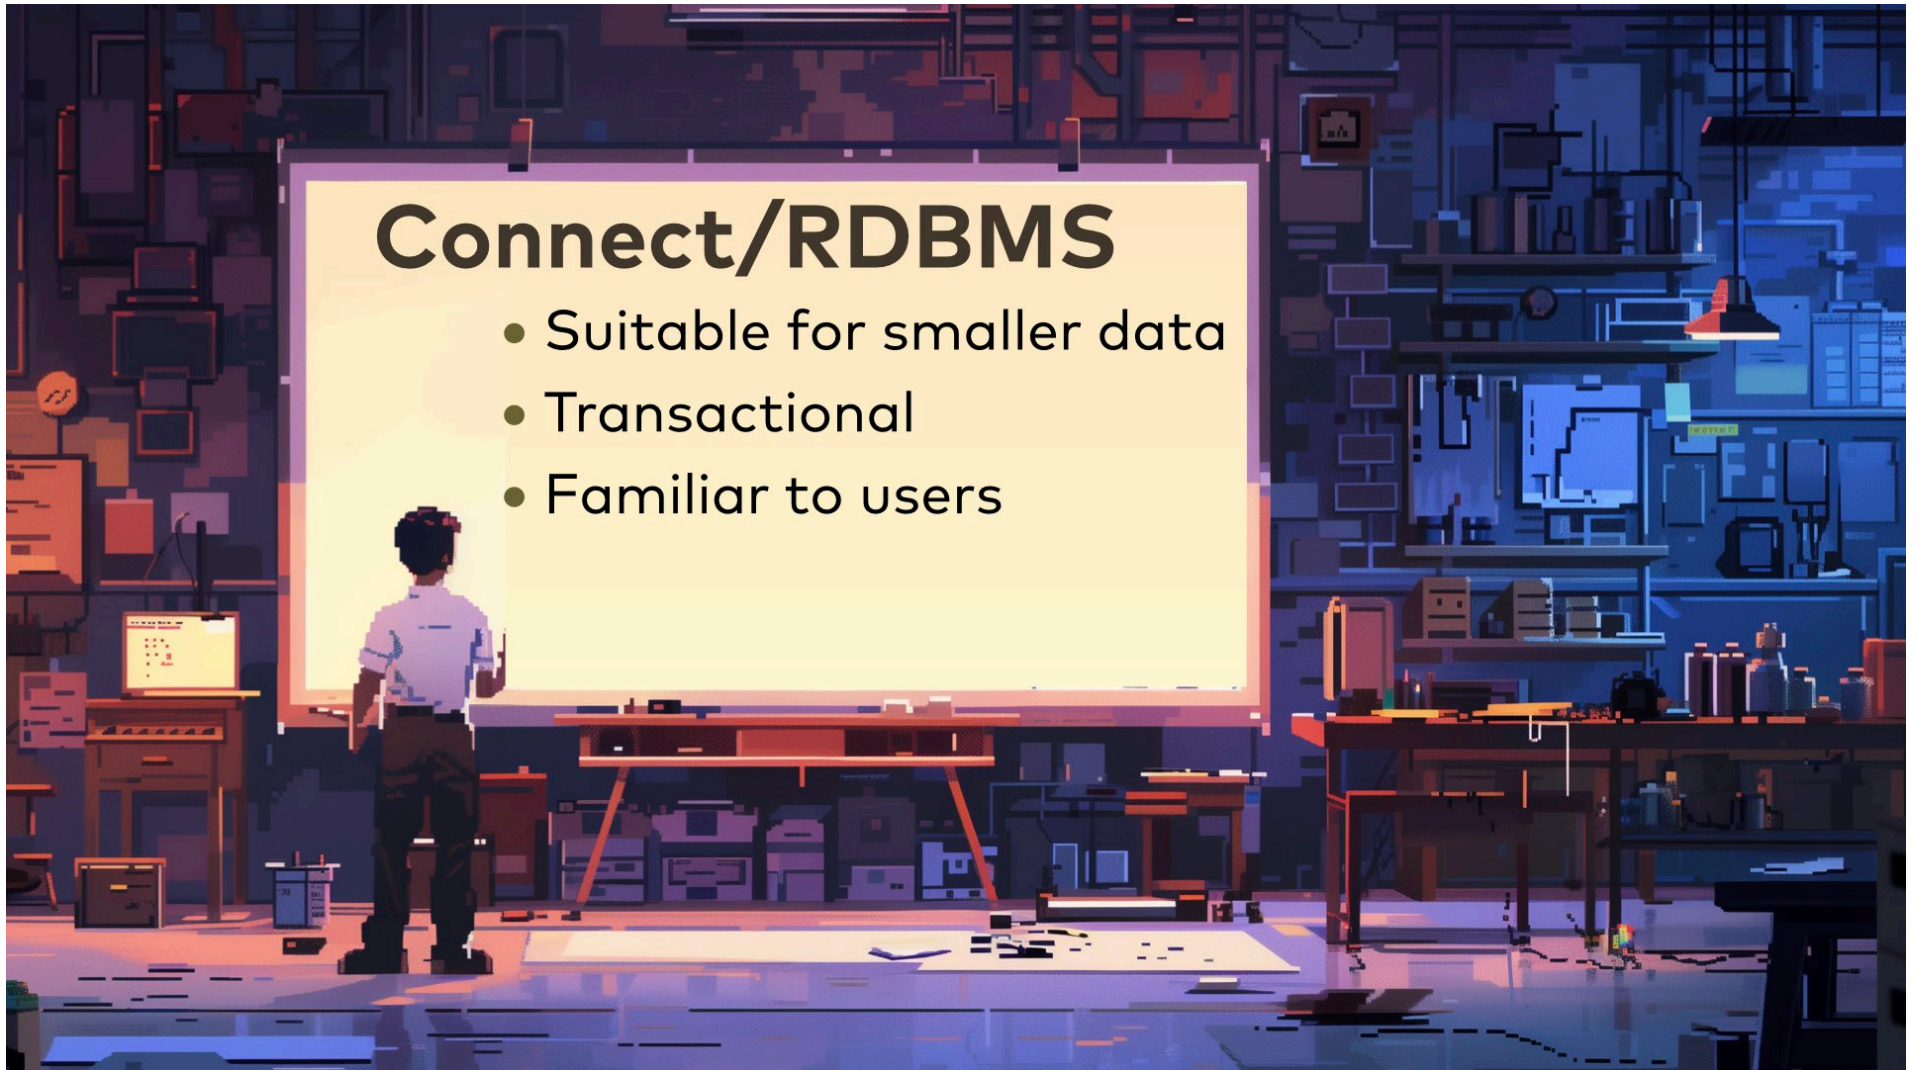 Connect/RDBMS
• Suitable for smaller data
• Transactional
• Familiar to users